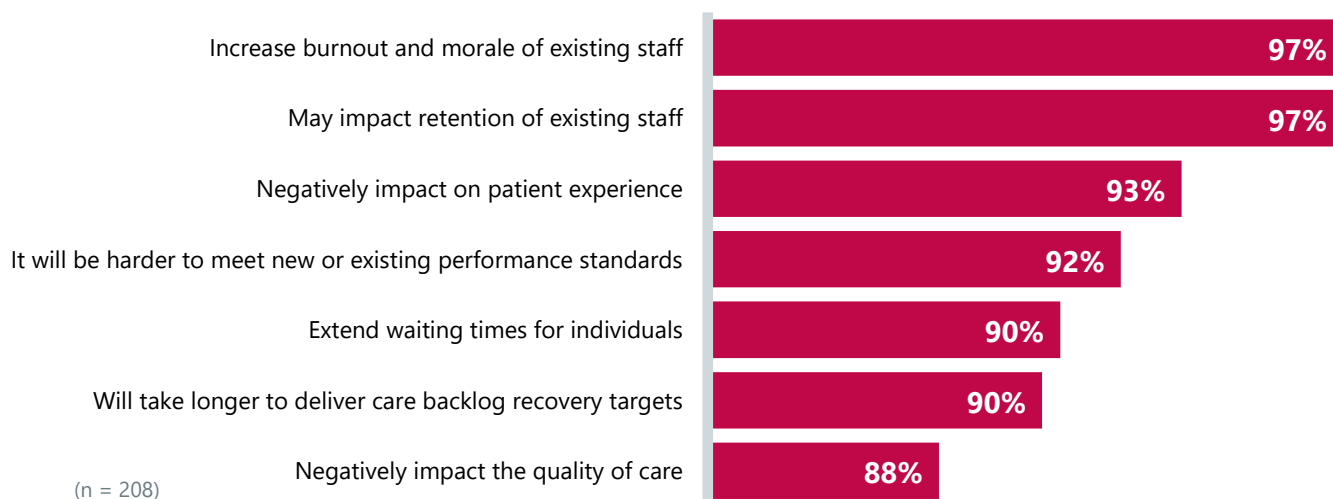 Increase burnout and morale of existing staff 97%
May impact retention of existing staff 97%
Negatively impact on patient experience 93%
It will be harder to meet new or existing performance standards 92%
Extend waiting times for individuals 90%
Will take longer to deliver care backlog recovery targets 90%
Negatively impact the quality of care 88%
(n = 208)